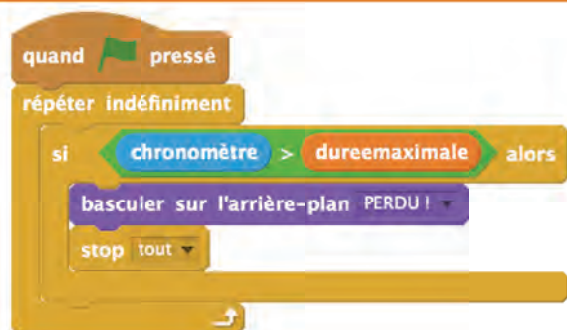 quand pressé
répéter indéfiniment
si chronomètre > dureemaximale alors
basculer sur l'arrière-plan PERDU !
stop tout